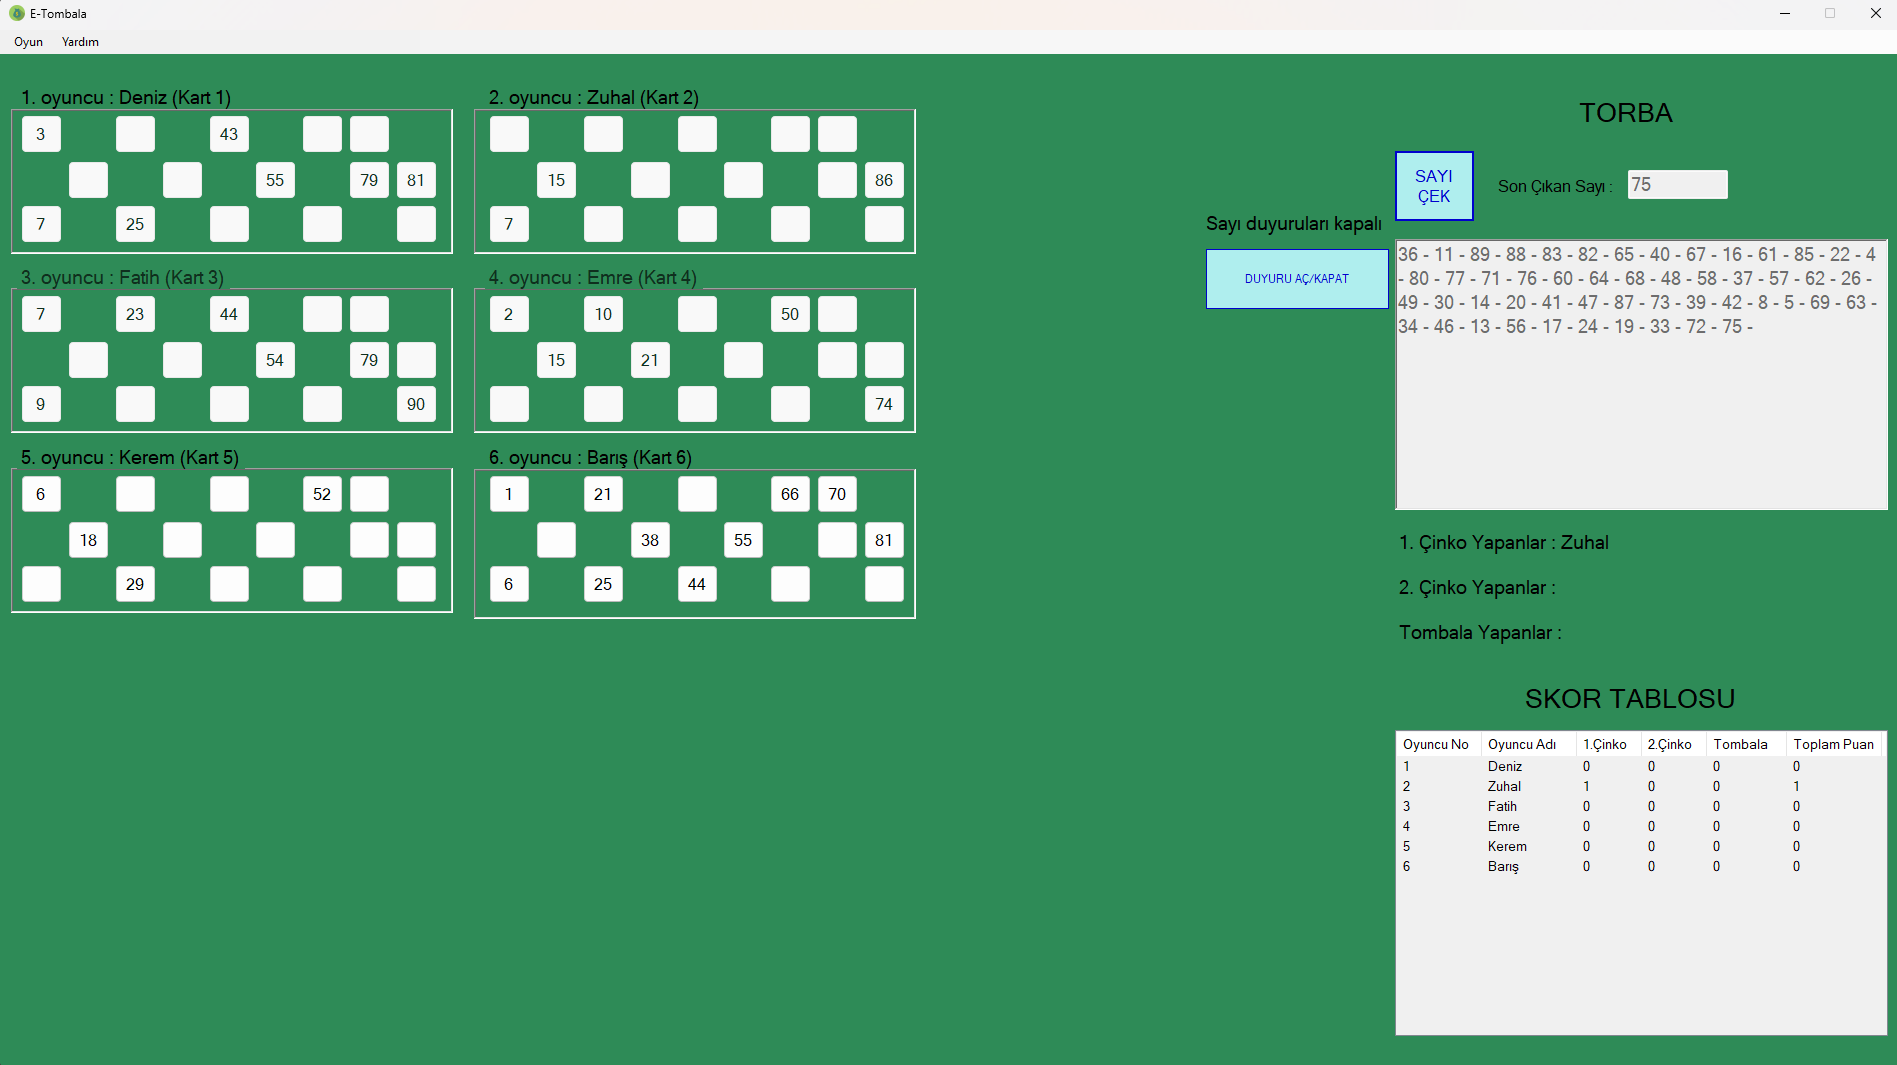 E-Tombala
Oyun Yardım
1. oyuncu : Deniz (Kart 1)
3 43
55 79 81
7 25
2. oyuncu : Zuhal (Kart 2)
15 86
7
3. oyuncu : Fatih (Kart 3)
7 23 44
54 79
9 90
4. oyuncu : Emre (Kart 4)
2 10 50
15 21
74
5. oyuncu : Kerem (Kart 5)
6 52
18
29
6. oyuncu : Barış (Kart 6)
1 21 66 70
38 55 81
6 25 44
Sayı duyuruları kapalı
DUYURU AÇ/KAPAT
TORBA
SAYI
ÇEK
Son Çıkan Sayı : 75
36 - 11 - 89 - 88 - 83 - 82 - 65 - 40 - 67 - 16 - 61 - 85 - 22 - 4
- 80 - 77 - 71 - 76 - 60 - 64 - 68 - 48 - 58 - 37 - 57 - 62 - 26 -
49 - 30 - 14 - 20 - 41 - 47 - 87 - 73 - 39 - 42 - 8 - 5 - 69 - 63 -
34 - 46 - 13 - 56 - 17 - 24 - 19 - 33 - 72 - 75 -
1. Çinko Yapanlar : Zuhal
2. Çinko Yapanlar :
Tombala Yapanlar :
SKOR TABLOSU
Oyuncu No Oyuncu Adı 1.Çinko 2.Çinko Tombala Toplam Puan
1 Deniz 0 0 0 0
2 Zuhal 1 0 0 1
3 Fatih 0 0 0 0
4 Emre 0 0 0 0
5 Kerem 0 0 0 0
6 Barış 0 0 0 0